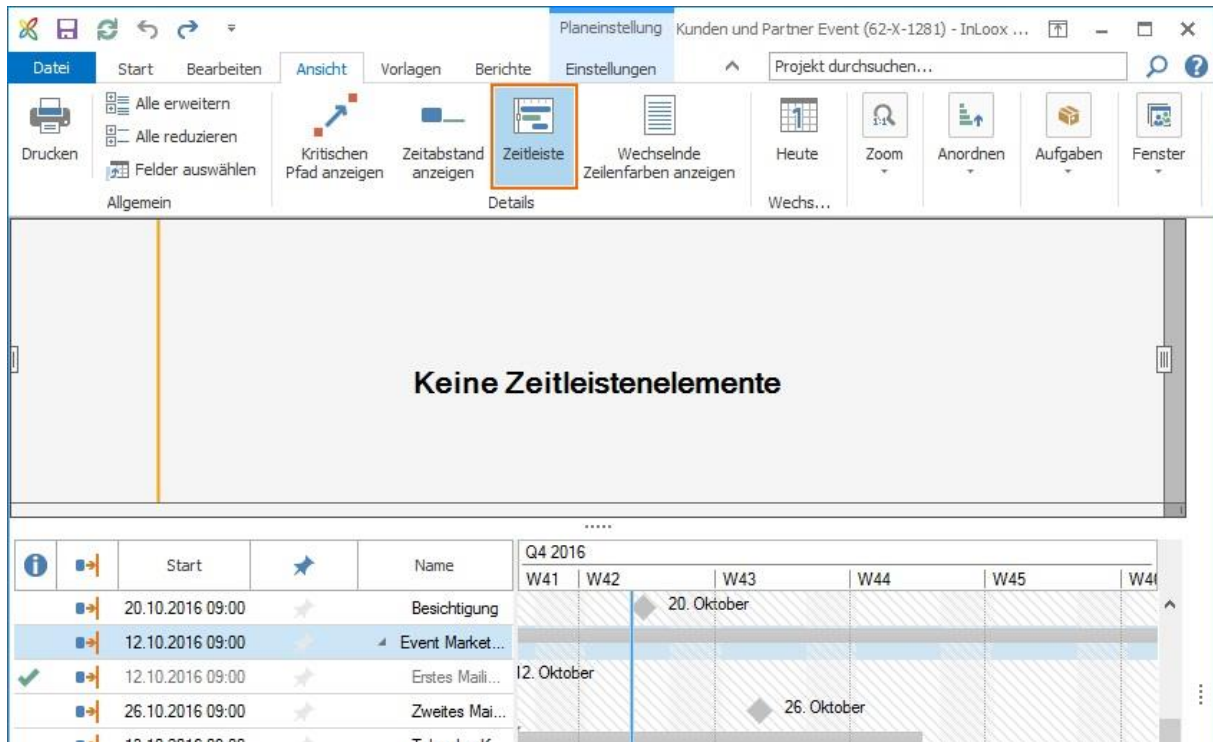 Planeinstellung Kunden und Partner Event (62-X-1281) - InLoox ...
Datei Start Bearbeiten Ansicht Vorlagen Berichte Einstellungen Projekt durchsuchen...
Drucken
Alle erweitern
Alle reduzieren
Felder auswählen
Allgemein
Kritischen
Pfad anzeigen
Zeitabstand
anzeigen
Zeitleiste
Wechselnde
Zeilenfarben anzeigen
Details
1
Heute
Wechs...
1:1
Zoom
Anordnen
Aufgaben
Fenster
Keine Zeitleistenelemente
Start Name
Q4 2016
W41 W42 W43 W44 W45
20.10.2016 09:00 Besichtigung 20. Oktober
12.10.2016 09:00 Event Market...
12.10.2016 09:00 Erstes Maili... 12. Oktober
26.10.2016 09:00 Zweites Mai... 26. Oktober